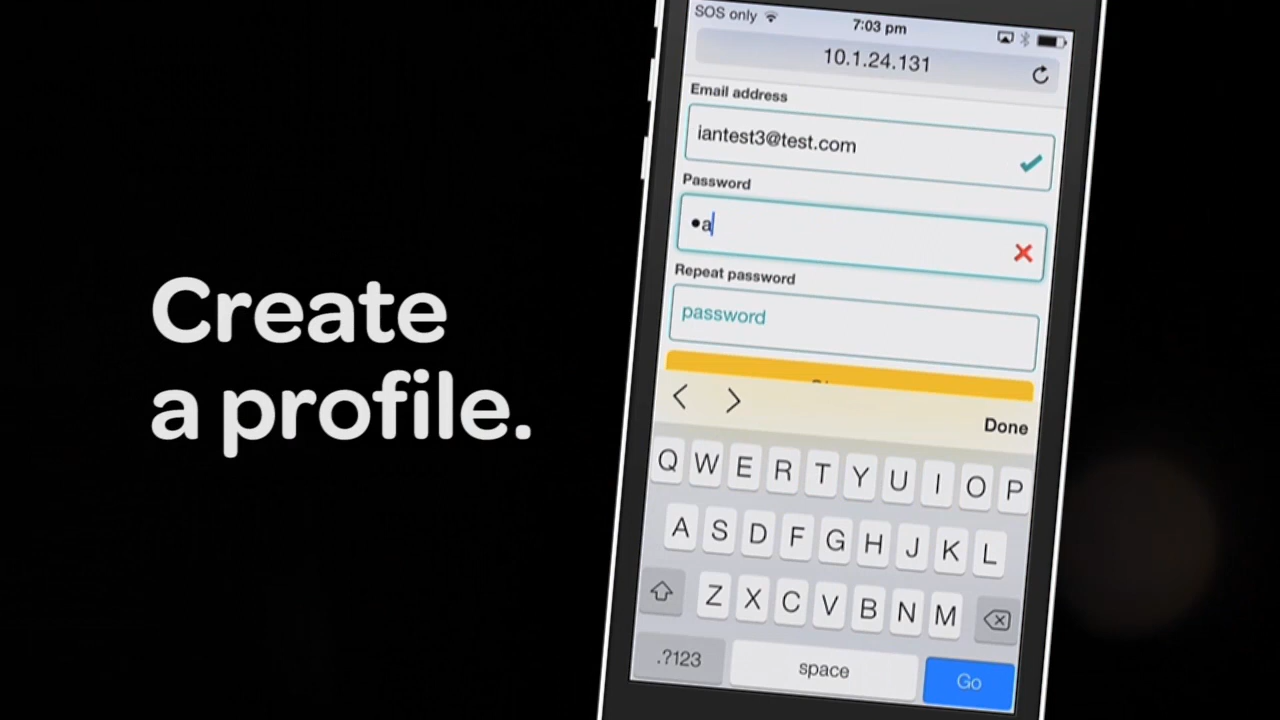 Create
a profile.
SOS only
7:03 pm
10.1.24.131
Email address
iantest3@test.com
Password
•a
Repeat password
password
Done
Q W E R T Y U I O P
A S D F G H J K L
Z X C V B N M
.?123 space Go